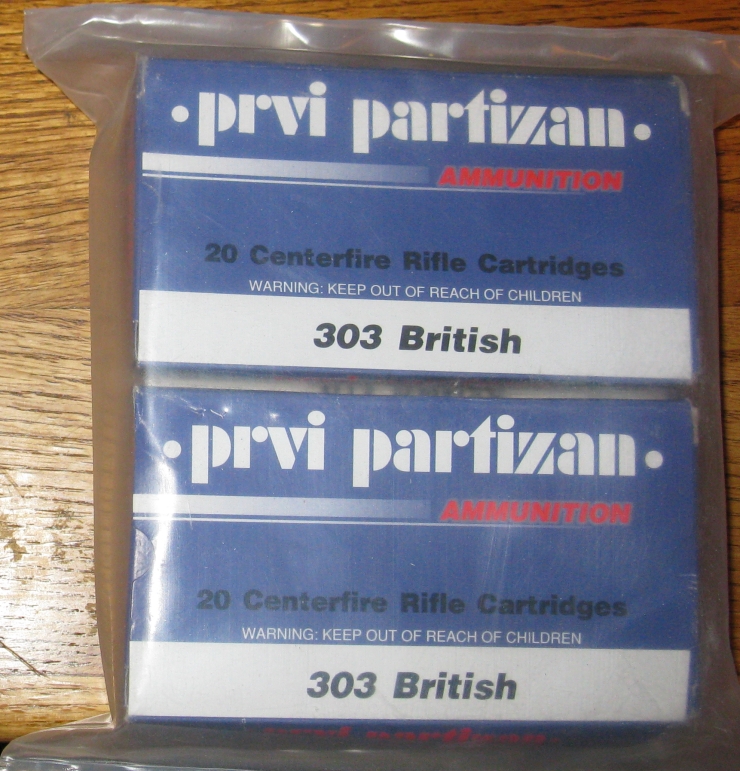 •prvi partizan•
AMMUNITION
20 Centerfire Rifle Cartridges
WARNING: KEEP OUT OF REACH OF CHILDREN
303 British
•prvi partizan•
AMMUNITION
20 Centerfire Rifle Cartridges
WARNING: KEEP OUT OF REACH OF CHILDREN
303 British